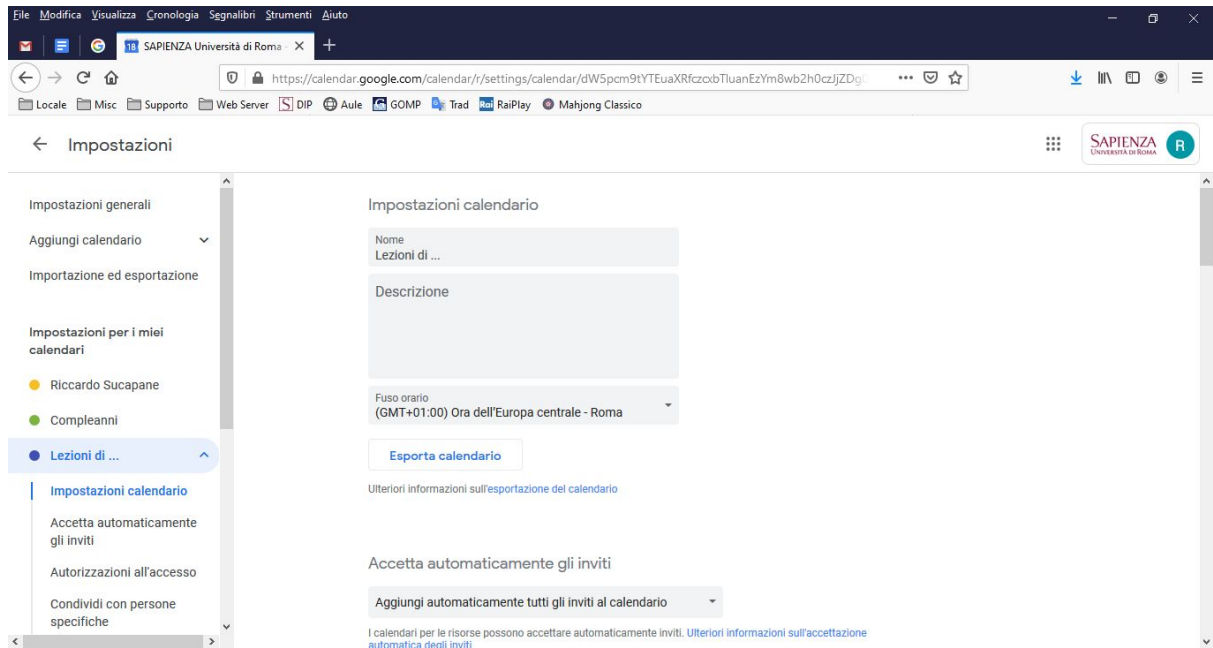 File Modifica Visualizza Cronologia Segnalibri Strumenti Aiuto
18 SAPIENZA Università di Roma -
https://calendar.google.com/calendar/r/settings/calendar/
Locale Misc Supporto Web Server DIP Aule GOMP Trad Rai RaiPlay Mahjong Classico
Impostazioni
SAPIENZA
UNIVERSITÀ DI ROMA
R
Impostazioni generali
Aggiungi calendario
Importazione ed esportazione
Impostazioni per i miei
calendari
Riccardo Sucapane
Compleanni
Lezioni di ...
Impostazioni calendario
Accetta automaticamente
gli inviti
Autorizzazioni all'accesso
Condividi con persone
specifiche
Impostazioni calendario
Nome
Lezioni di ...
Descrizione
Fuso orario
(GMT+01:00) Ora dell'Europa centrale - Roma
Esporta calendario
Ulteriori informazioni sull'esportazione del calendario
Accetta automaticamente gli inviti
Aggiungi automaticamente tutti gli inviti al calendario
I calendari per le risorse possono accettare automaticamente inviti. Ulteriori informazioni sull'accettazione
automatica degli inviti